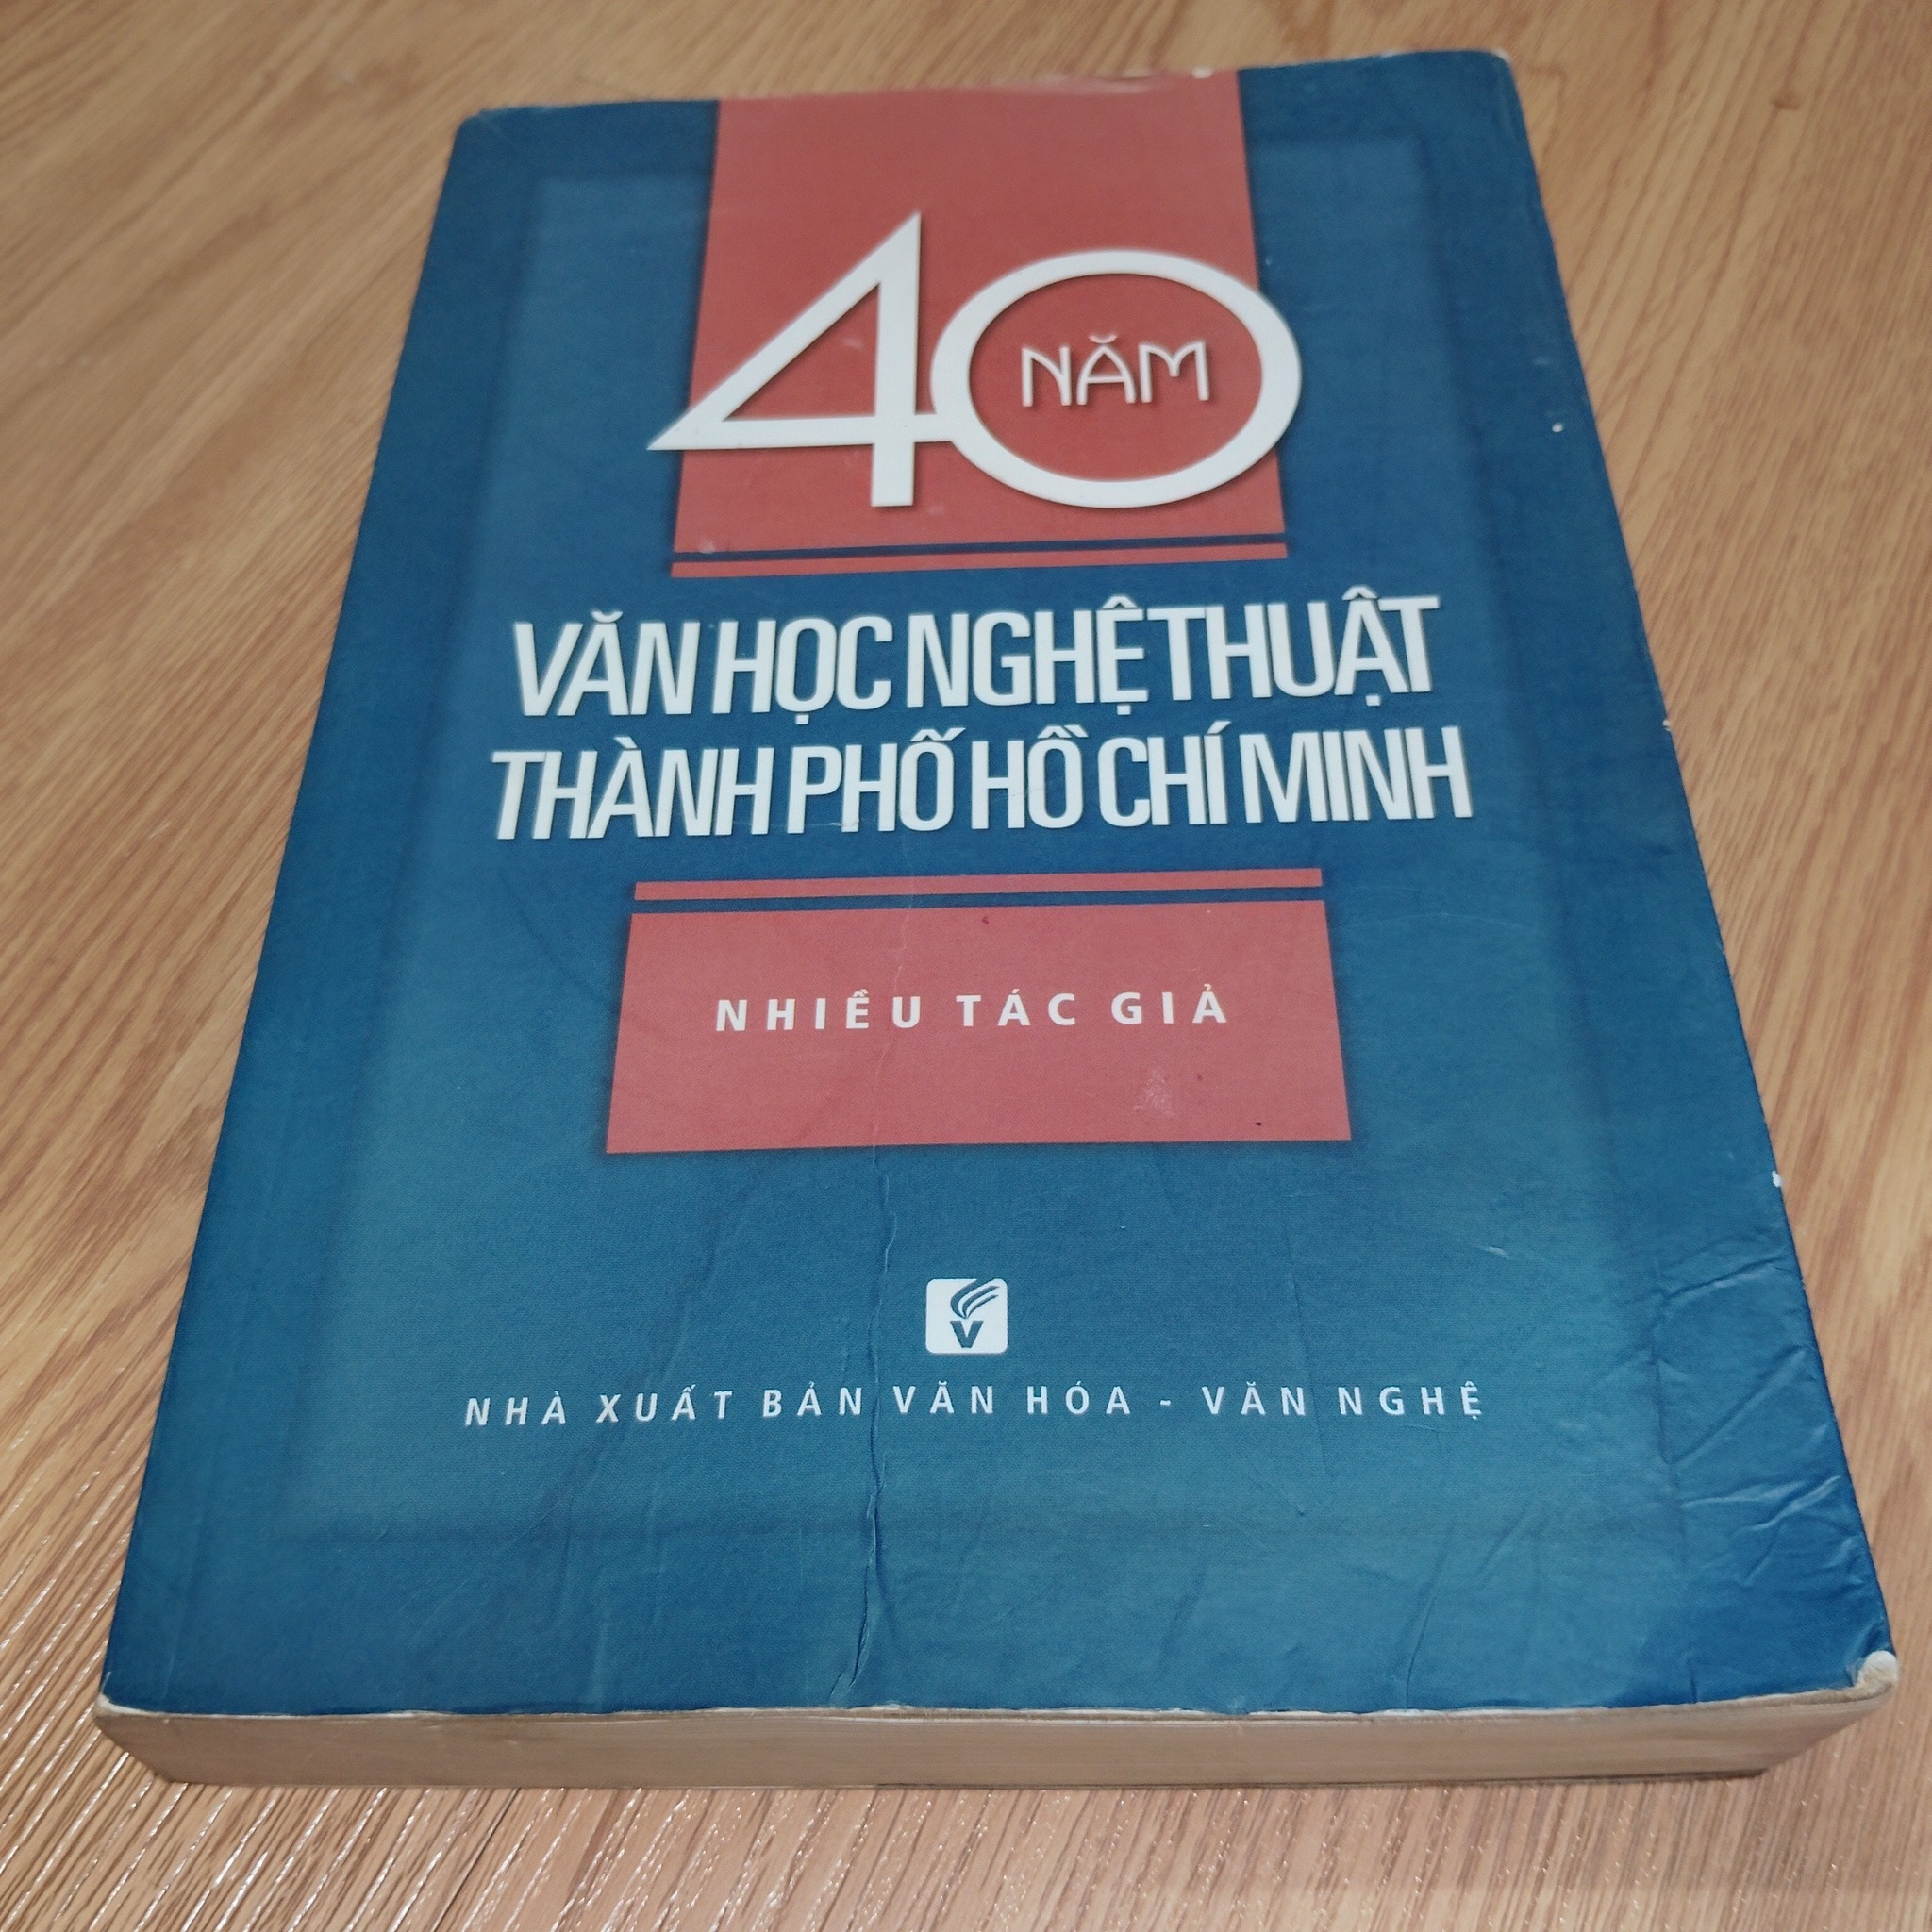 40 NĂM
VĂN HỌC NGHỆ THUẬT
THÀNH PHỐ HỒ CHÍ MINH
NHIỀU TÁC GIẢ
V
NHÀ XUẤT BẢN VĂN HÓA - VĂN NGHỆ